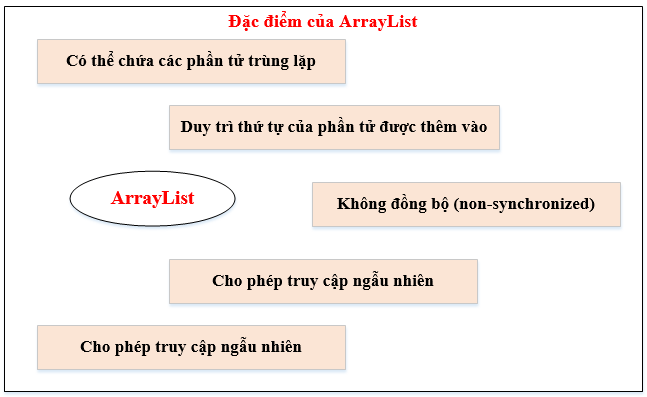 Đặc điểm của ArrayList
Có thể chứa các phần tử trùng lặp
Duy trì thứ tự của phần tử được thêm vào
ArrayList
Không đồng bộ (non-synchronized)
Cho phép truy cập ngẫu nhiên
Cho phép truy cập ngẫu nhiên